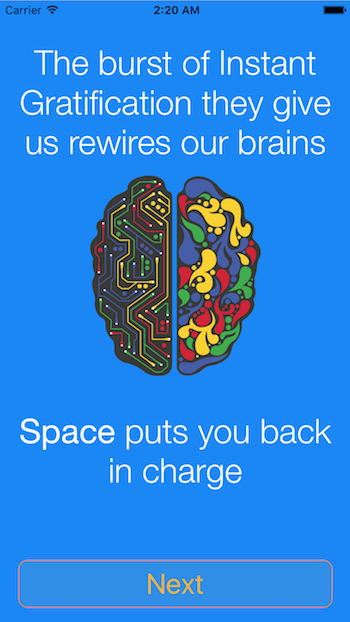 Carrier 2:20 AM
The burst of Instant
Gratification they give
us rewires our brains
Space puts you back
in charge
Next